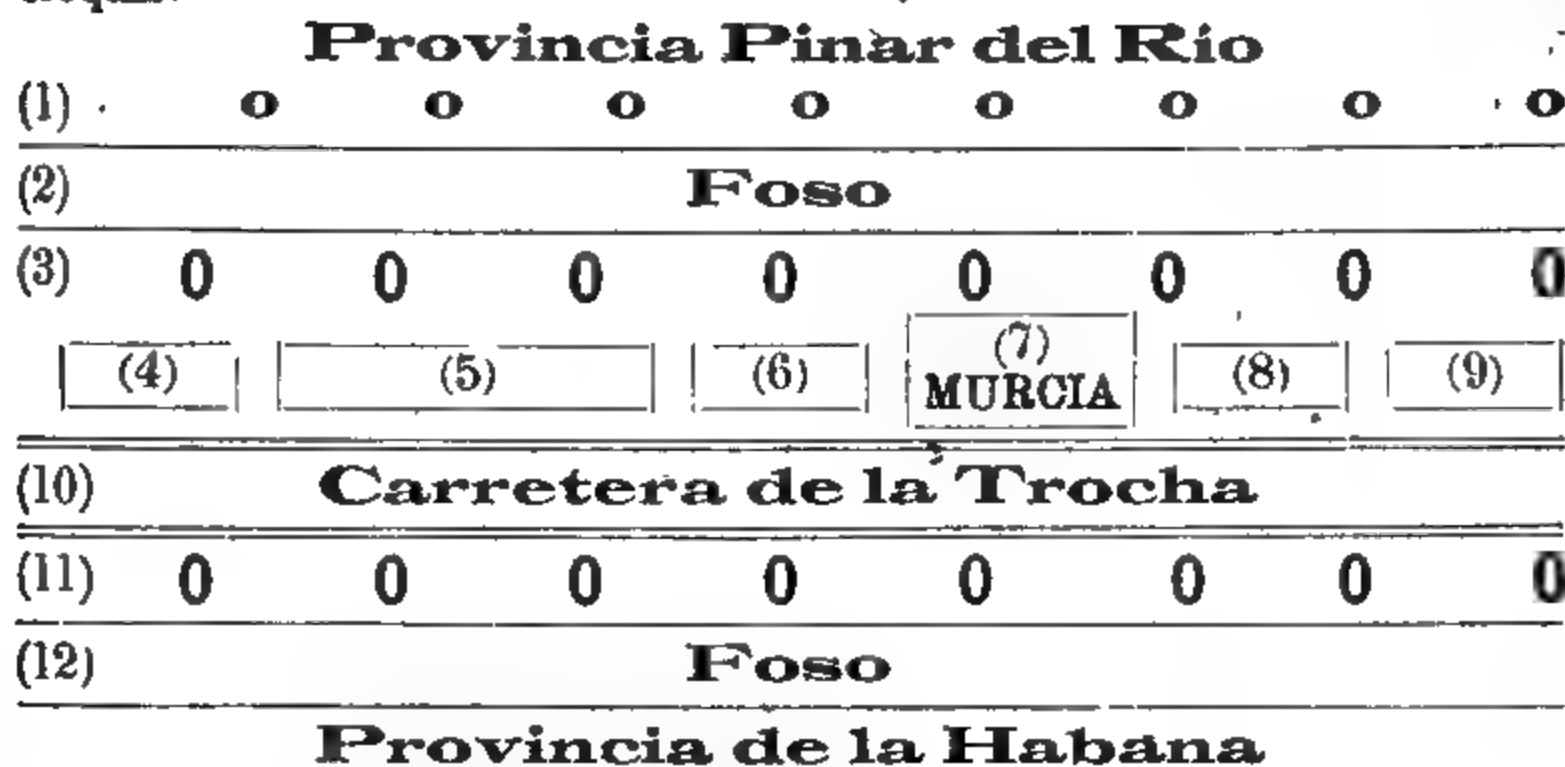 Provincia Pinar del Río
(1) o o o o o o o o
(2) Foso
(3) 0 0 0 0 0 0 0 0
(4) (5) (6) (7) MURCIA (8) (9)
(10) Carretera de la Trocha
(11) 0 0 0 0 0 0 0 0
(12) Foso
Provincia de la Habana